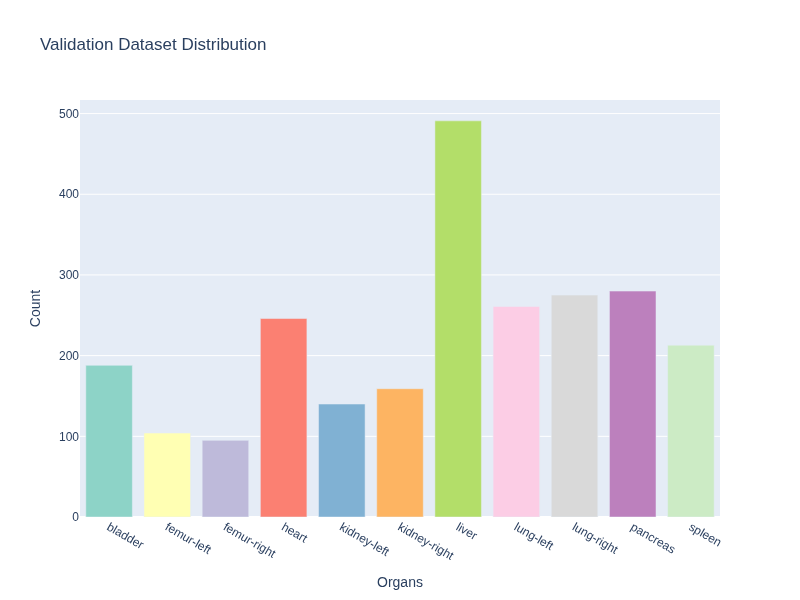 Validation Dataset Distribution
500
400
300
200
100
0
Count
bladder
femur-left
femur-right
heart
kidney-left
kidney-right
liver
lung-left
lung-right
pancreas
spleen
Organs